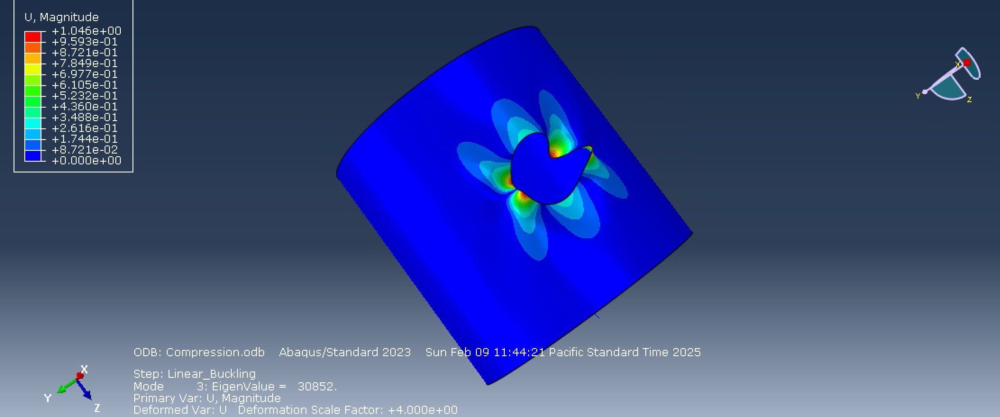 U, Magnitude
+1.046e+00
+9.593e-01
+8.721e-01
+7.849e-01
+6.977e-01
+6.105e-01
+5.232e-01
+4.360e-01
+3.488e-01
+2.616e-01
+1.744e-01
+8.721e-02
+0.000e+00
X
Y
Z
ODB: Compression.odb Abaqus/Standard 2023 Sun Feb 09 11:44:21 Pacific Standard Time 2025
X
Y
Z
Step: Linear_Buckling
Mode 3: EigenValue = 30852.
Primary Var: U, Magnitude
Deformed Var: U Deformation Scale Factor: +4.000e+00